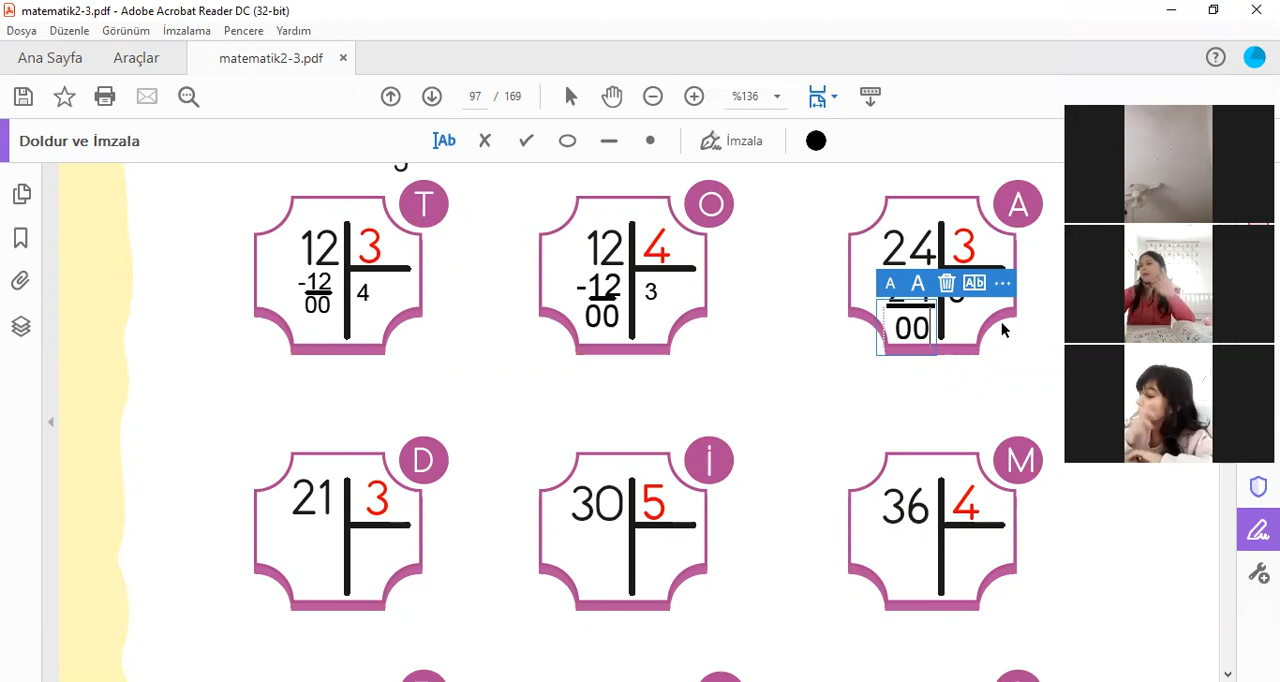 matematik2-3.pdf - Adobe Acrobat Reader DC (32-bit)
Dosya Düzenle Görünüm İmzalama Pencere Yardım
Ana Sayfa Araçlar matematik2-3.pdf ×
97 / 169 %136
Doldur ve İmzala Ab İmzala
T O A
12 3 12 4 24 3
A A Ab ...
-12 4 -12 3
00 00 00
D İ M
21 3 30 5 36 4